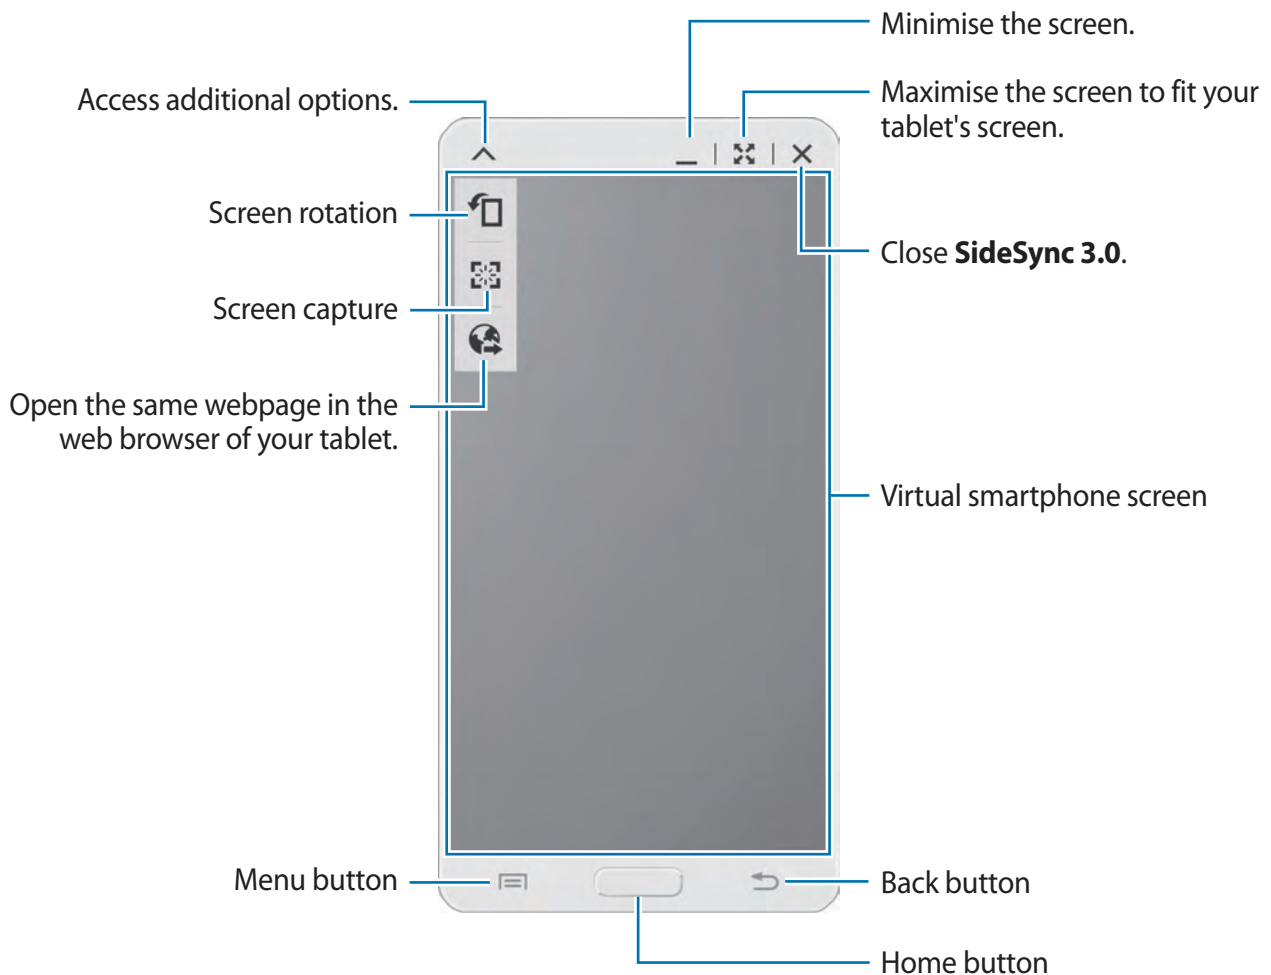 Minimise the screen.
Access additional options.
Maximise the screen to fit your
tablet's screen.
Screen rotation
Close SideSync 3.0.
Screen capture
Open the same webpage in the
web browser of your tablet.
Virtual smartphone screen
Menu button
Back button
Home button